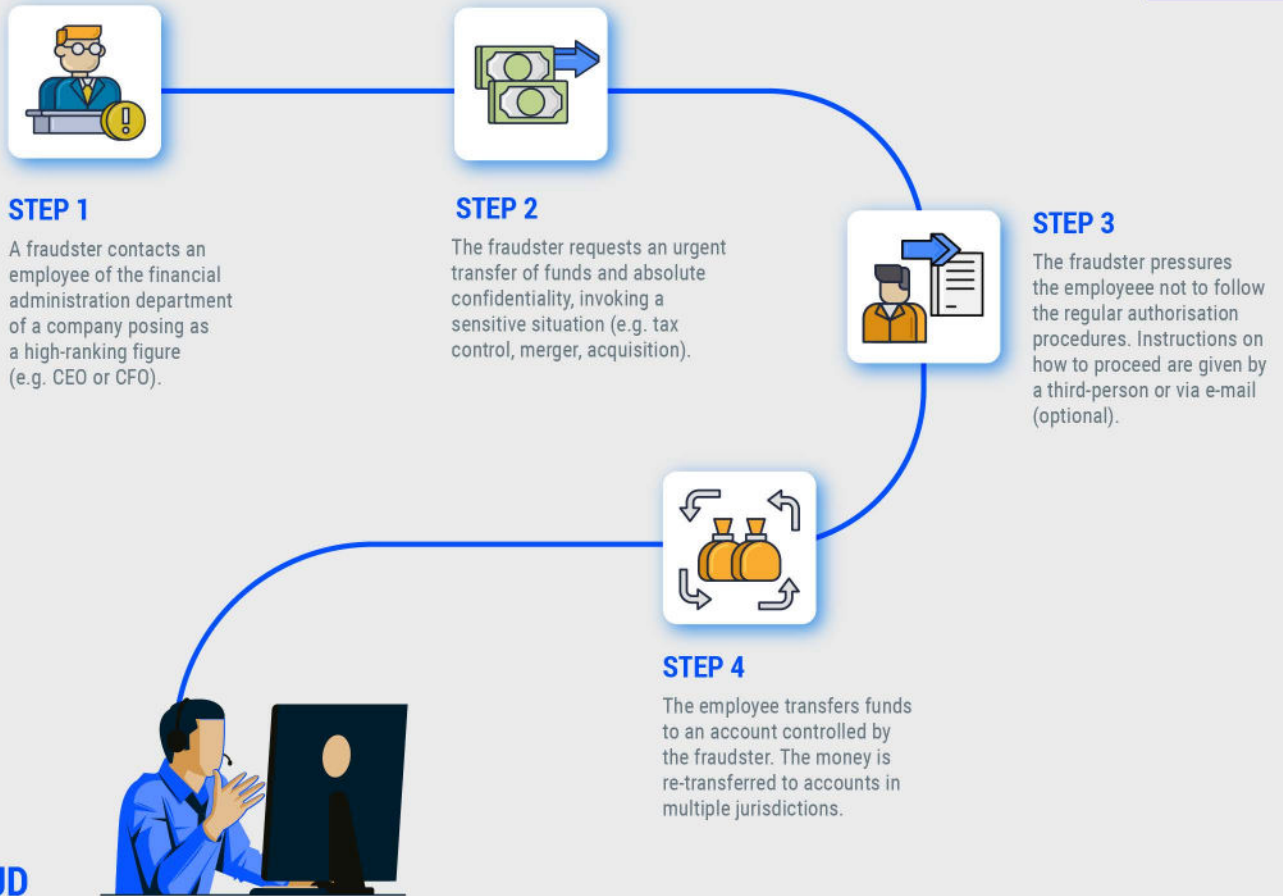 STEP 1
A fraudster contacts an
employee of the financial
administration department
of a company posing as
a high-ranking figure
(e.g. CEO or CFO).
STEP 2
The fraudster requests an urgent
transfer of funds and absolute
confidentiality, invoking a
sensitive situation (e.g. tax
control, merger, acquisition).
STEP 3
The fraudster pressures
the employeee not to follow
the regular authorisation
procedures. Instructions on
how to proceed are given by
a third-person or via e-mail
(optional).
STEP 4
The employee transfers funds
to an account controlled by
the fraudster. The money is
re-transferred to accounts in
multiple jurisdictions.
UD